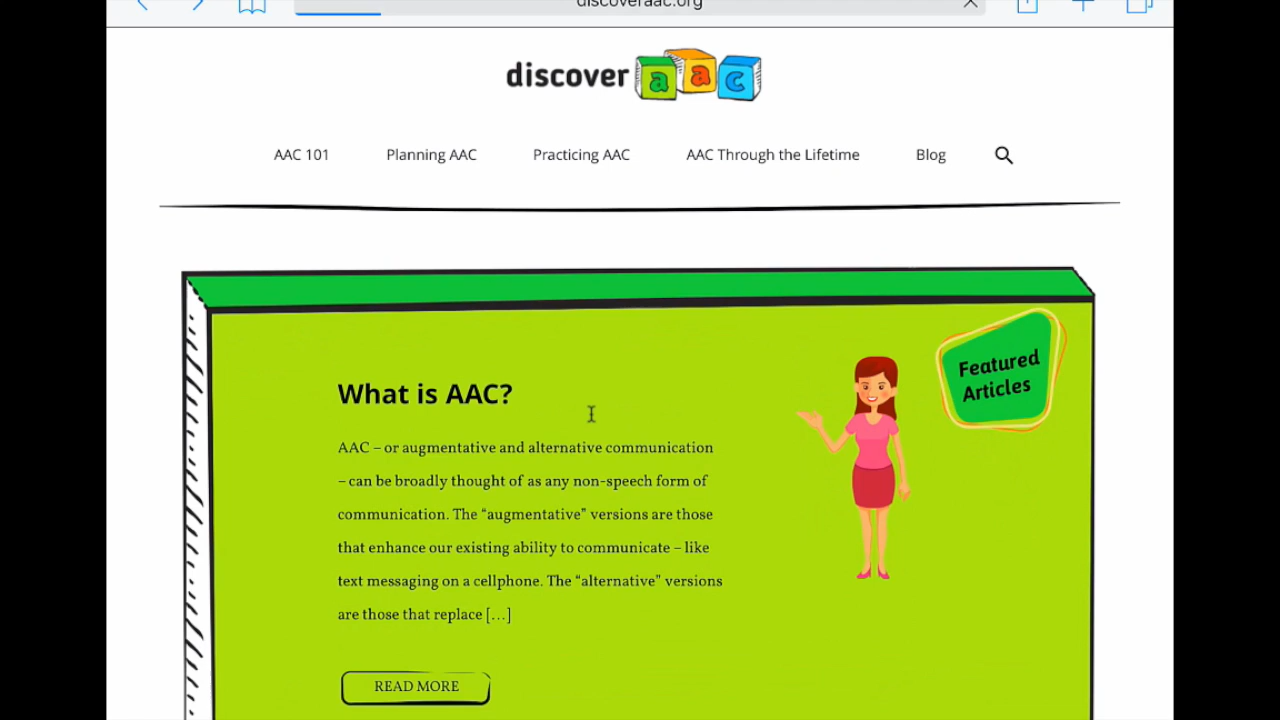 discoveraac.org
discover aac
AAC 101 Planning AAC Practicing AAC AAC Through the Lifetime Blog
Featured
Articles
What is AAC?
AAC – or augmentative and alternative communication
– can be broadly thought of as any non-speech form of
communication. The “augmentative” versions are those
that enhance our existing ability to communicate – like
text messaging on a cellphone. The “alternative” versions
are those that replace […]
READ MORE